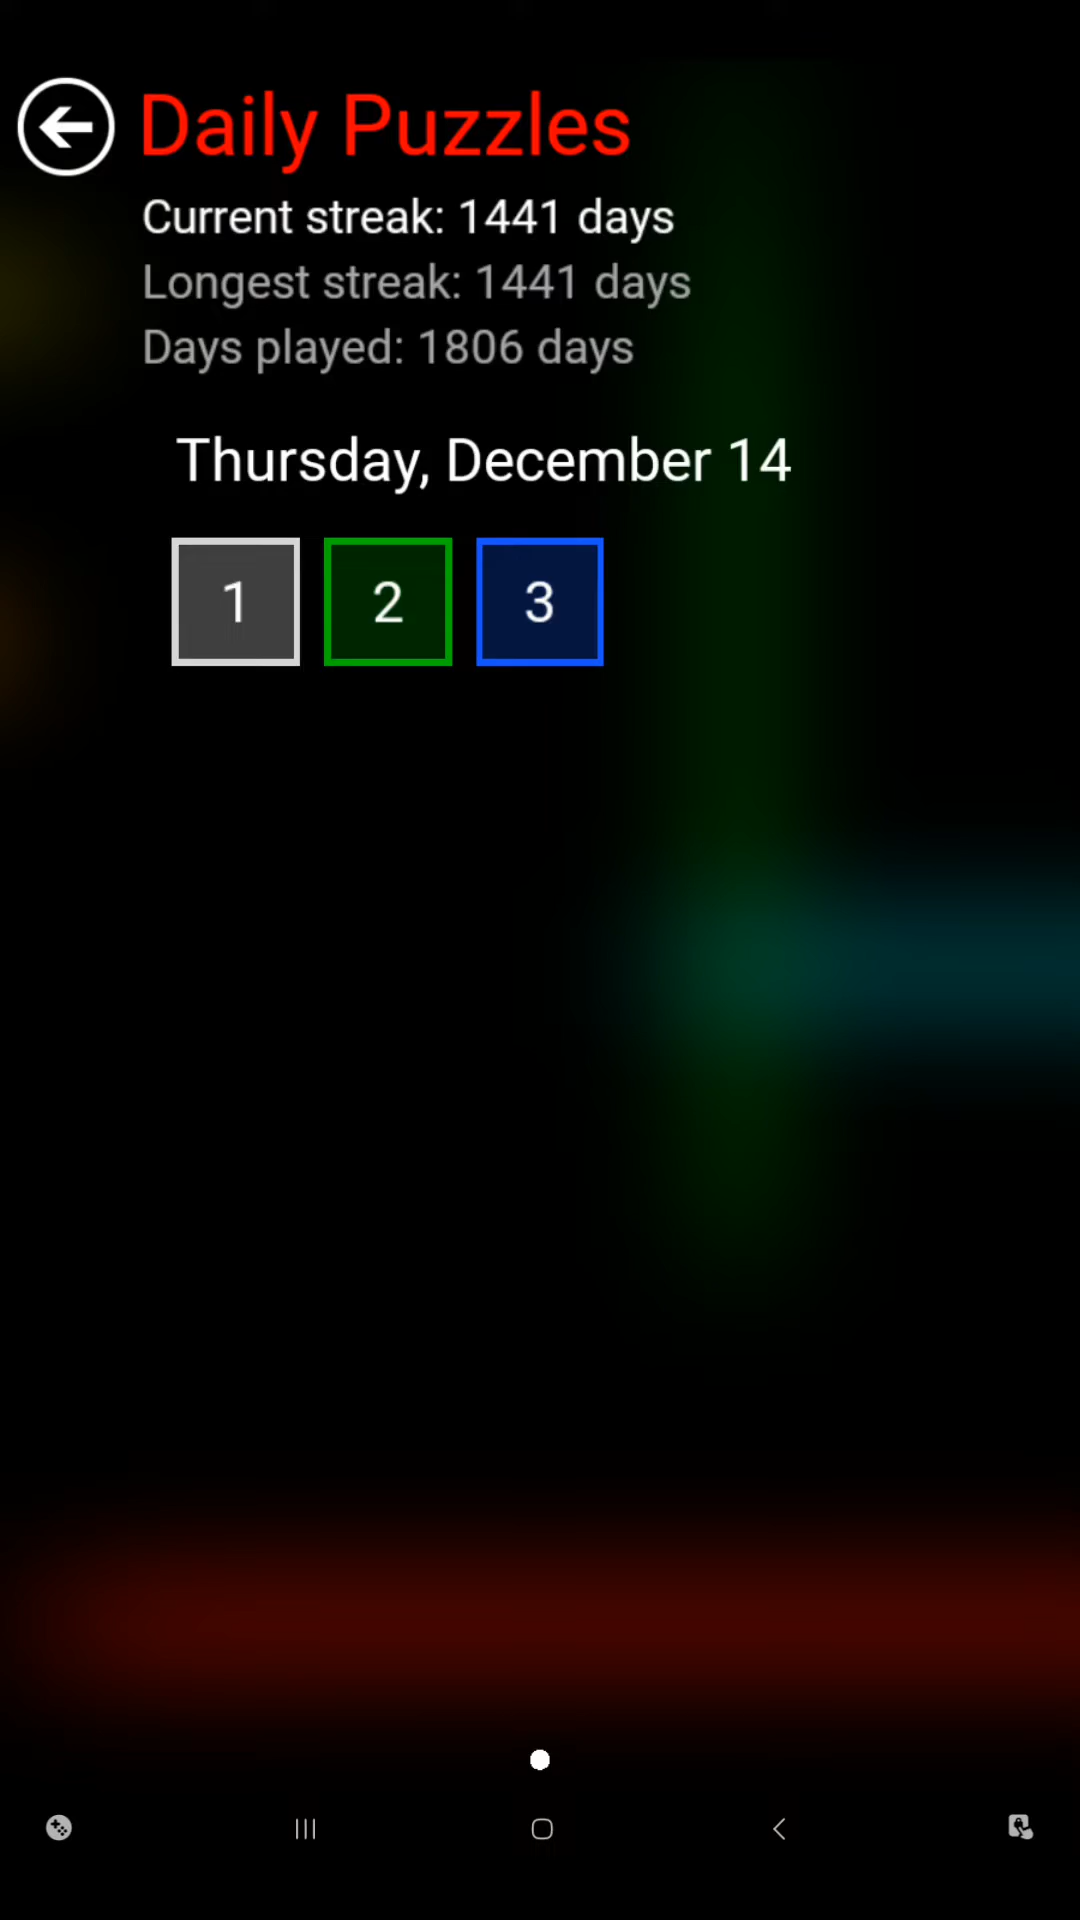 Daily Puzzles
Current streak: 1441 days
Longest streak: 1441 days
Days played: 1806 days
Thursday, December 14
1 2 3